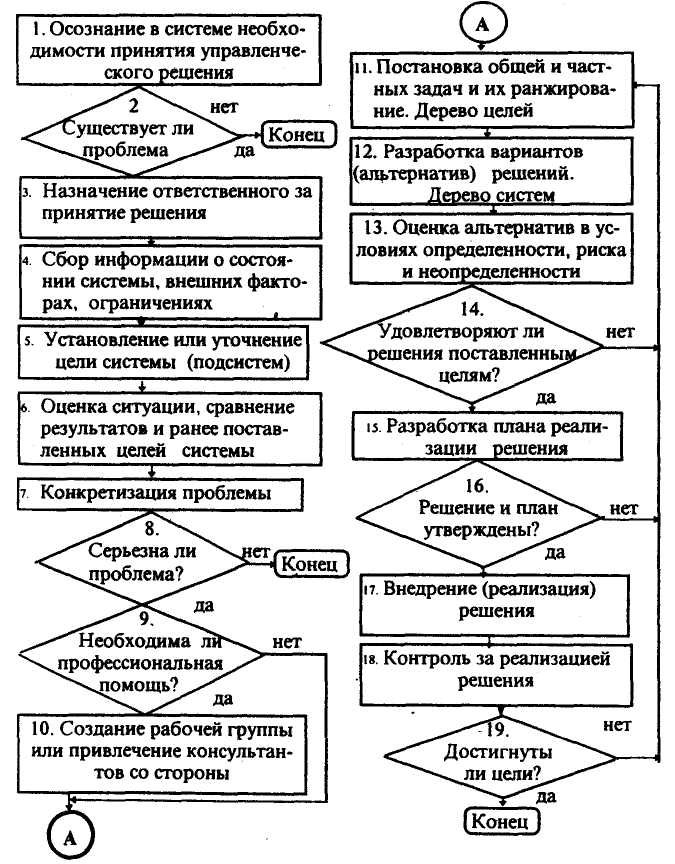 1. Осознание в системе необхо-
димости принятия управленче-
ского решения
2
нет
Существует ли
проблема
да
Конец
3. Назначение ответственного за
принятие решения
4. Сбор информации о состоя-
нии системы, внешних факто-
рах, ограничениях
5. Установление или уточнение
цели системы (подсистем)
6. Оценка ситуации, сравнение
результатов и ранее постав-
ленных целей системы
7. Конкретизация проблемы
8.
Серьезна ли
проблема?
нет
Конец
да
9.
Необходима ли
профессиональная
помощь?
нет
да
10. Создание рабочей группы
или привлечение консультан-
тов со стороны
А
А
11. Постановка общей и част-
ных задач и их ранжирова-
ние. Дерево целей
12. Разработка вариантов
(альтернатив) решений.
Дерево систем
13. Оценка альтернатив в ус-
ловиях определенности, риска
и неопределенности
14.
Удовлетворяют ли
решения поставленным
целям?
нет
да
15. Разработка плана реали-
зации решения
16.
Решение и план
утверждены?
нет
да
17. Внедрение (реализация)
решения
18. Контроль за реализацией
решения
19.
Достигнуты
ли цели?
нет
да
Конец